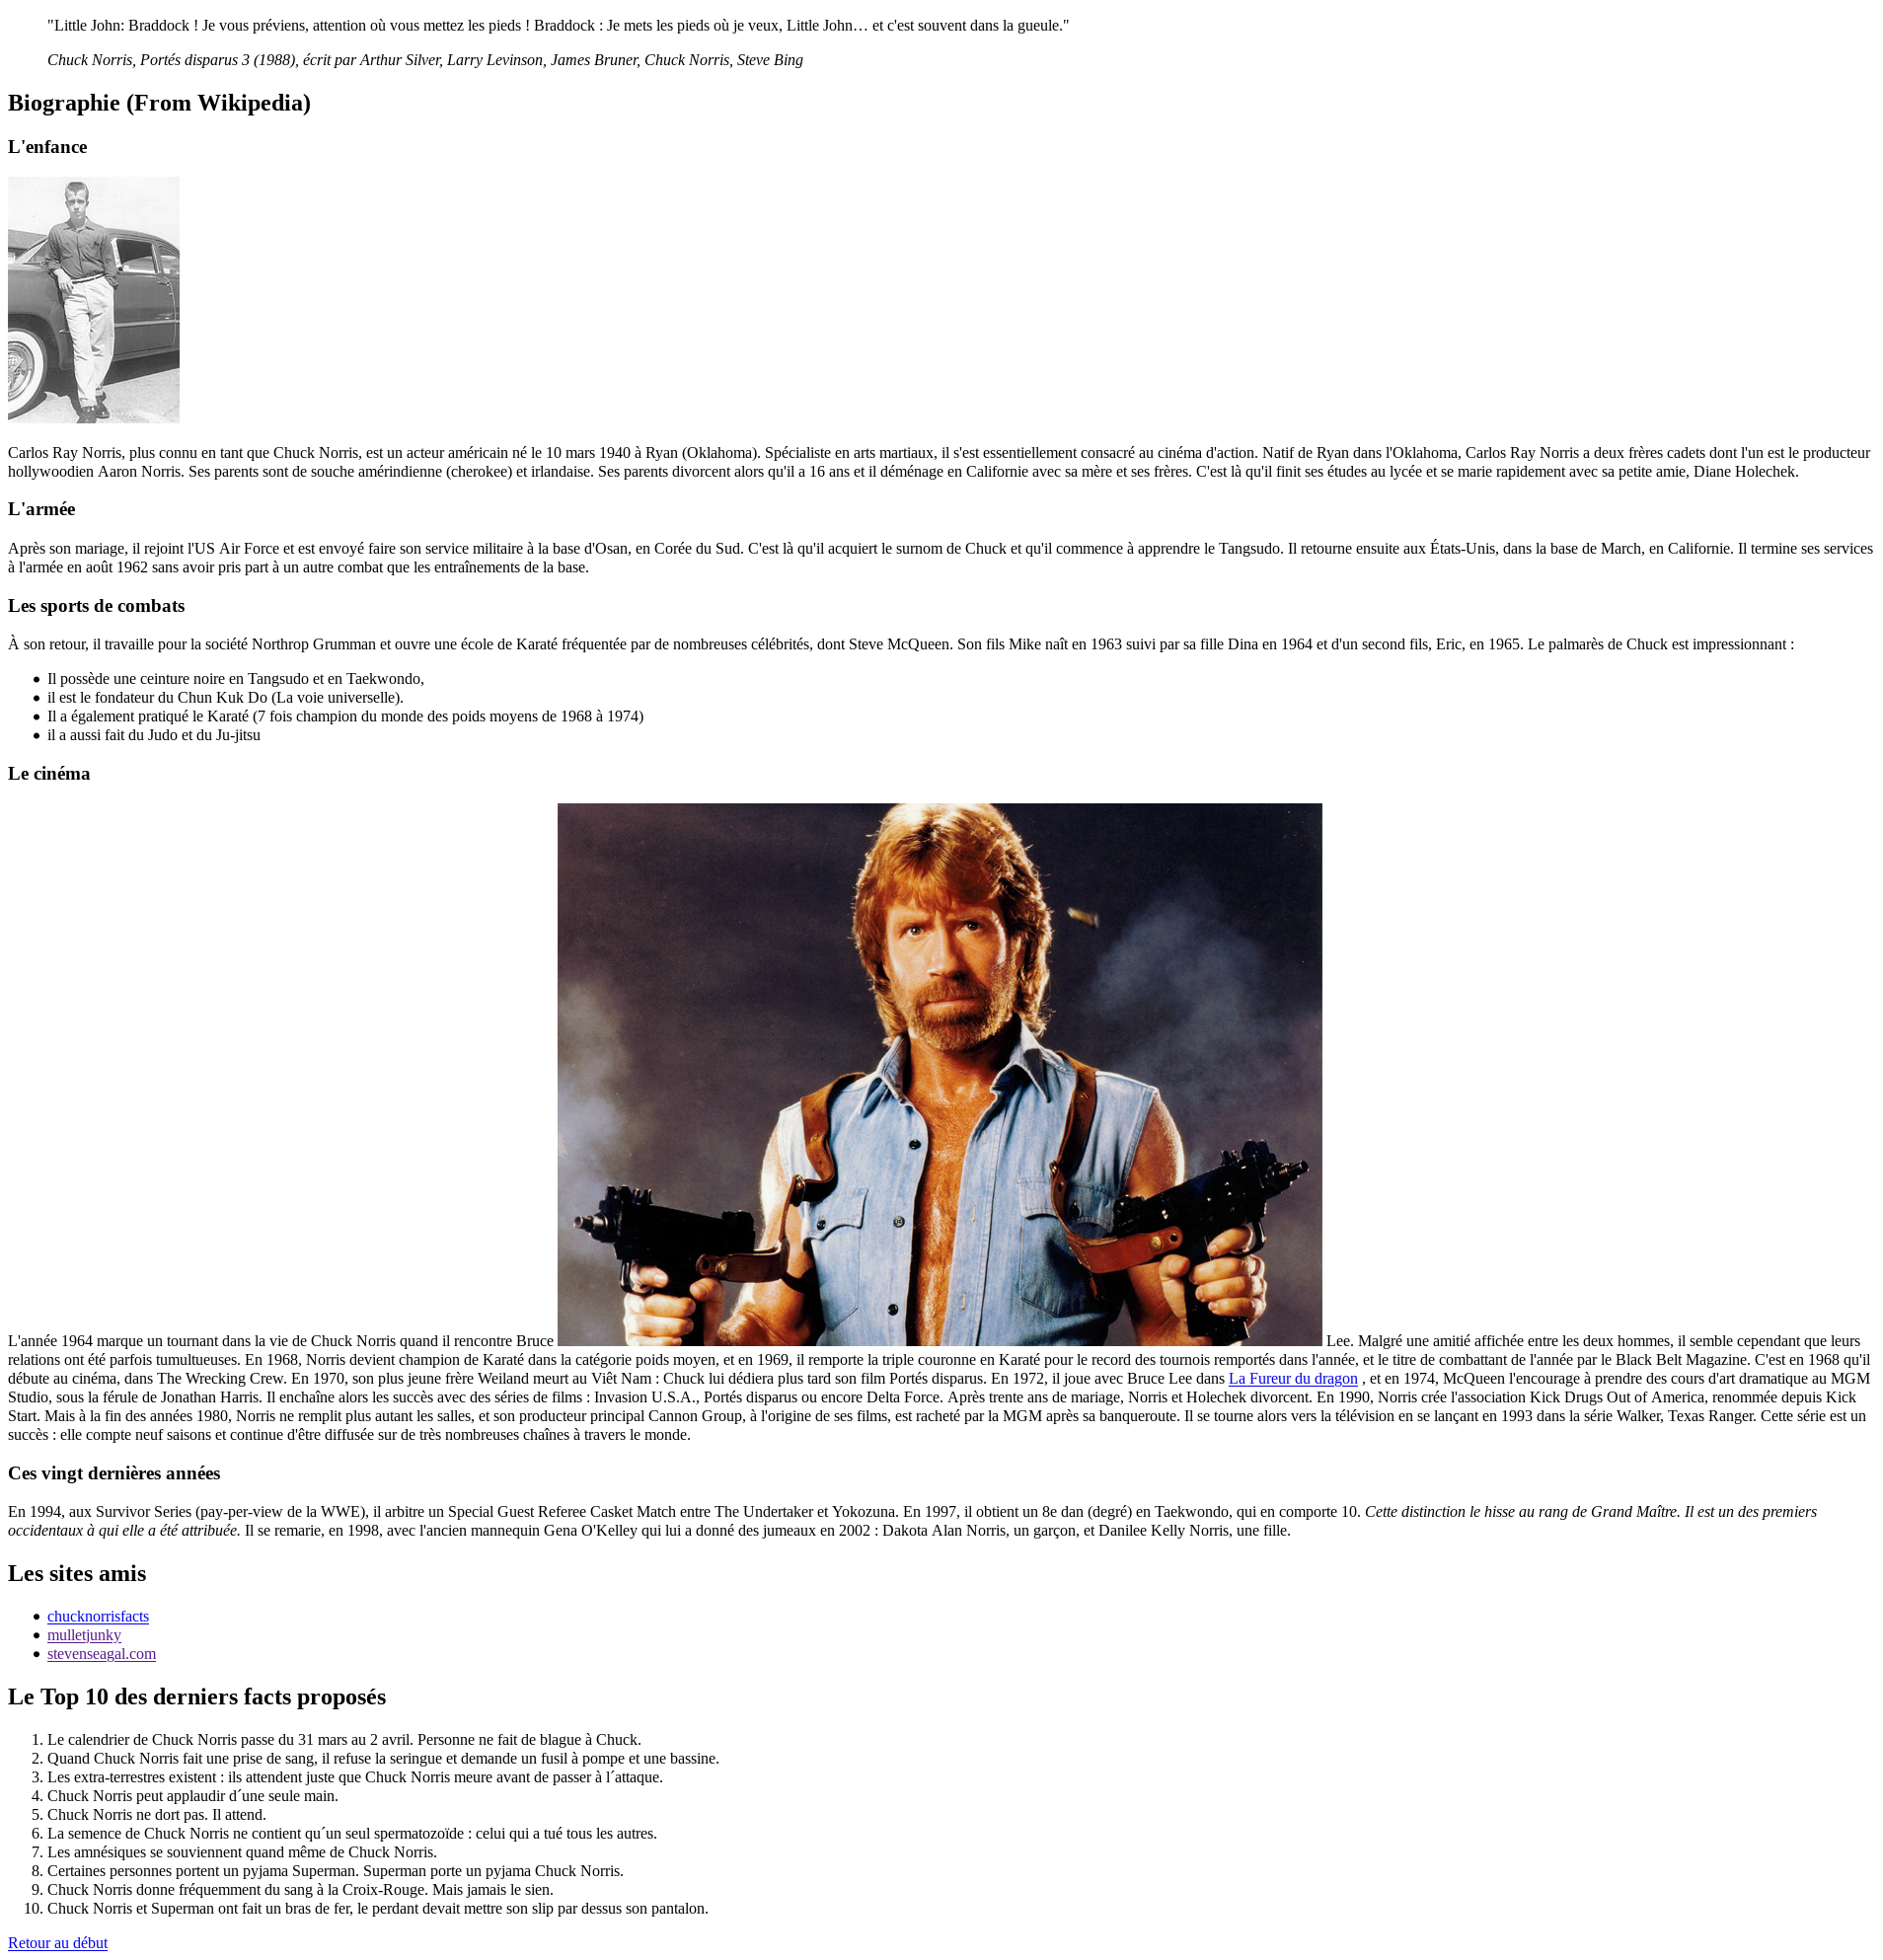 "Little John: Braddock ! Je vous préviens, attention où vous mettez les pieds ! Braddock : Je mets les pieds où je veux, Little John… et c'est souvent dans la gueule."
Chuck Norris, Portés disparus 3 (1988), écrit par Arthur Silver, Larry Levinson, James Bruner, Chuck Norris, Steve Bing
Biographie (From Wikipedia)
L'enfance
Carlos Ray Norris, plus connu en tant que Chuck Norris, est un acteur américain né le 10 mars 1940 à Ryan (Oklahoma). Spécialiste en arts martiaux, il s'est essentiellement consacré au cinéma d'action. Natif de Ryan dans l'Oklahoma, Carlos Ray Norris a deux frères cadets dont l'un est le producteur
hollywoodien Aaron Norris. Ses parents sont de souche amérindienne (cherokee) et irlandaise. Ses parents divorcent alors qu'il a 16 ans et il déménage en Californie avec sa mère et ses frères. C'est là qu'il finit ses études au lycée et se marie rapidement avec sa petite amie, Diane Holechek.
L'armée
Après son mariage, il rejoint l'US Air Force et est envoyé faire son service militaire à la base d'Osan, en Corée du Sud. C'est là qu'il acquiert le surnom de Chuck et qu'il commence à apprendre le Tangsudo. Il retourne ensuite aux États-Unis, dans la base de March, en Californie. Il termine ses services
à l'armée en août 1962 sans avoir pris part à un autre combat que les entraînements de la base.
Les sports de combats
À son retour, il travaille pour la société Northrop Grumman et ouvre une école de Karaté fréquentée par de nombreuses célébrités, dont Steve McQueen. Son fils Mike naît en 1963 suivi par sa fille Dina en 1964 et d'un second fils, Eric, en 1965. Le palmarès de Chuck est impressionnant :
• Il possède une ceinture noire en Tangsudo et en Taekwondo,
• il est le fondateur du Chun Kuk Do (La voie universelle).
• Il a également pratiqué le Karaté (7 fois champion du monde des poids moyens de 1968 à 1974)
• il a aussi fait du Judo et du Ju-jitsu
Le cinéma
L'année 1964 marque un tournant dans la vie de Chuck Norris quand il rencontre Bruce Lee. Malgré une amitié affichée entre les deux hommes, il semble cependant que leurs
relations ont été parfois tumultueuses. En 1968, Norris devient champion de Karaté dans la catégorie poids moyen, et en 1969, il remporte la triple couronne en Karaté pour le record des tournois remportés dans l'année, et le titre de combattant de l'année par le Black Belt Magazine. C'est en 1968 qu'il
débute au cinéma, dans The Wrecking Crew. En 1970, son plus jeune frère Weiland meurt au Viêt Nam : Chuck lui dédiera plus tard son film Portés disparus. En 1972, il joue avec Bruce Lee dans La Fureur du dragon , et en 1974, McQueen l'encourage à prendre des cours d'art dramatique au MGM
Studio, sous la férule de Jonathan Harris. Il enchaîne alors les succès avec des séries de films : Invasion U.S.A., Portés disparus ou encore Delta Force. Après trente ans de mariage, Norris et Holechek divorcent. En 1990, Norris crée l'association Kick Drugs Out of America, renommée depuis Kick
Start. Mais à la fin des années 1980, Norris ne remplit plus autant les salles, et son producteur principal Cannon Group, à l'origine de ses films, est racheté par la MGM après sa banqueroute. Il se tourne alors vers la télévision en se lançant en 1993 dans la série Walker, Texas Ranger. Cette série est un
succès : elle compte neuf saisons et continue d'être diffusée sur de très nombreuses chaînes à travers le monde.
Ces vingt dernières années
En 1994, aux Survivor Series (pay-per-view de la WWE), il arbitre un Special Guest Referee Casket Match entre The Undertaker et Yokozuna. En 1997, il obtient un 8e dan (degré) en Taekwondo, qui en comporte 10. Cette distinction le hisse au rang de Grand Maître. Il est un des premiers
occidentaux à qui elle a été attribuée. Il se remarie, en 1998, avec l'ancien mannequin Gena O'Kelley qui lui a donné des jumeaux en 2002 : Dakota Alan Norris, un garçon, et Danilee Kelly Norris, une fille.
Les sites amis
• chucknorrisfacts
• mulletjunky
• stevenseagal.com
Le Top 10 des derniers facts proposés
1. Le calendrier de Chuck Norris passe du 31 mars au 2 avril. Personne ne fait de blague à Chuck.
2. Quand Chuck Norris fait une prise de sang, il refuse la seringue et demande un fusil à pompe et une bassine.
3. Les extra-terrestres existent : ils attendent juste que Chuck Norris meure avant de passer à l´attaque.
4. Chuck Norris peut applaudir d´une seule main.
5. Chuck Norris ne dort pas. Il attend.
6. La semence de Chuck Norris ne contient qu´un seul spermatozoïde : celui qui a tué tous les autres.
7. Les amnésiques se souviennent quand même de Chuck Norris.
8. Certaines personnes portent un pyjama Superman. Superman porte un pyjama Chuck Norris.
9. Chuck Norris donne fréquemment du sang à la Croix-Rouge. Mais jamais le sien.
10. Chuck Norris et Superman ont fait un bras de fer, le perdant devait mettre son slip par dessus son pantalon.
Retour au début